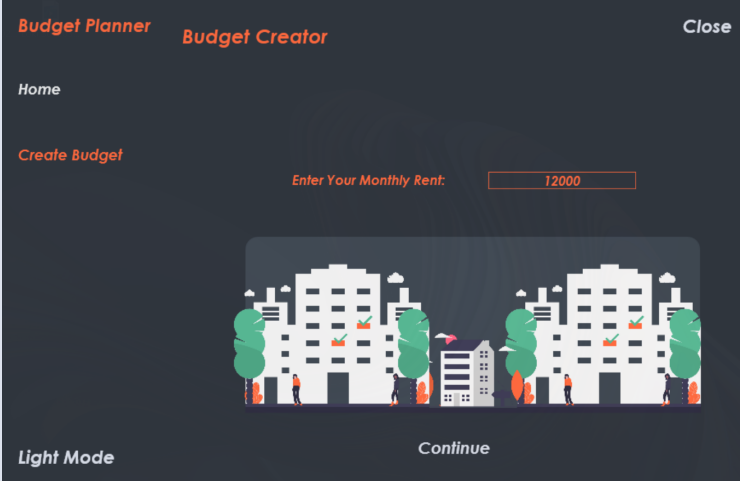 Budget Planner
Budget Creator
Close
Home
Create Budget
Enter Your Monthly Rent: 12000
Continue
Light Mode